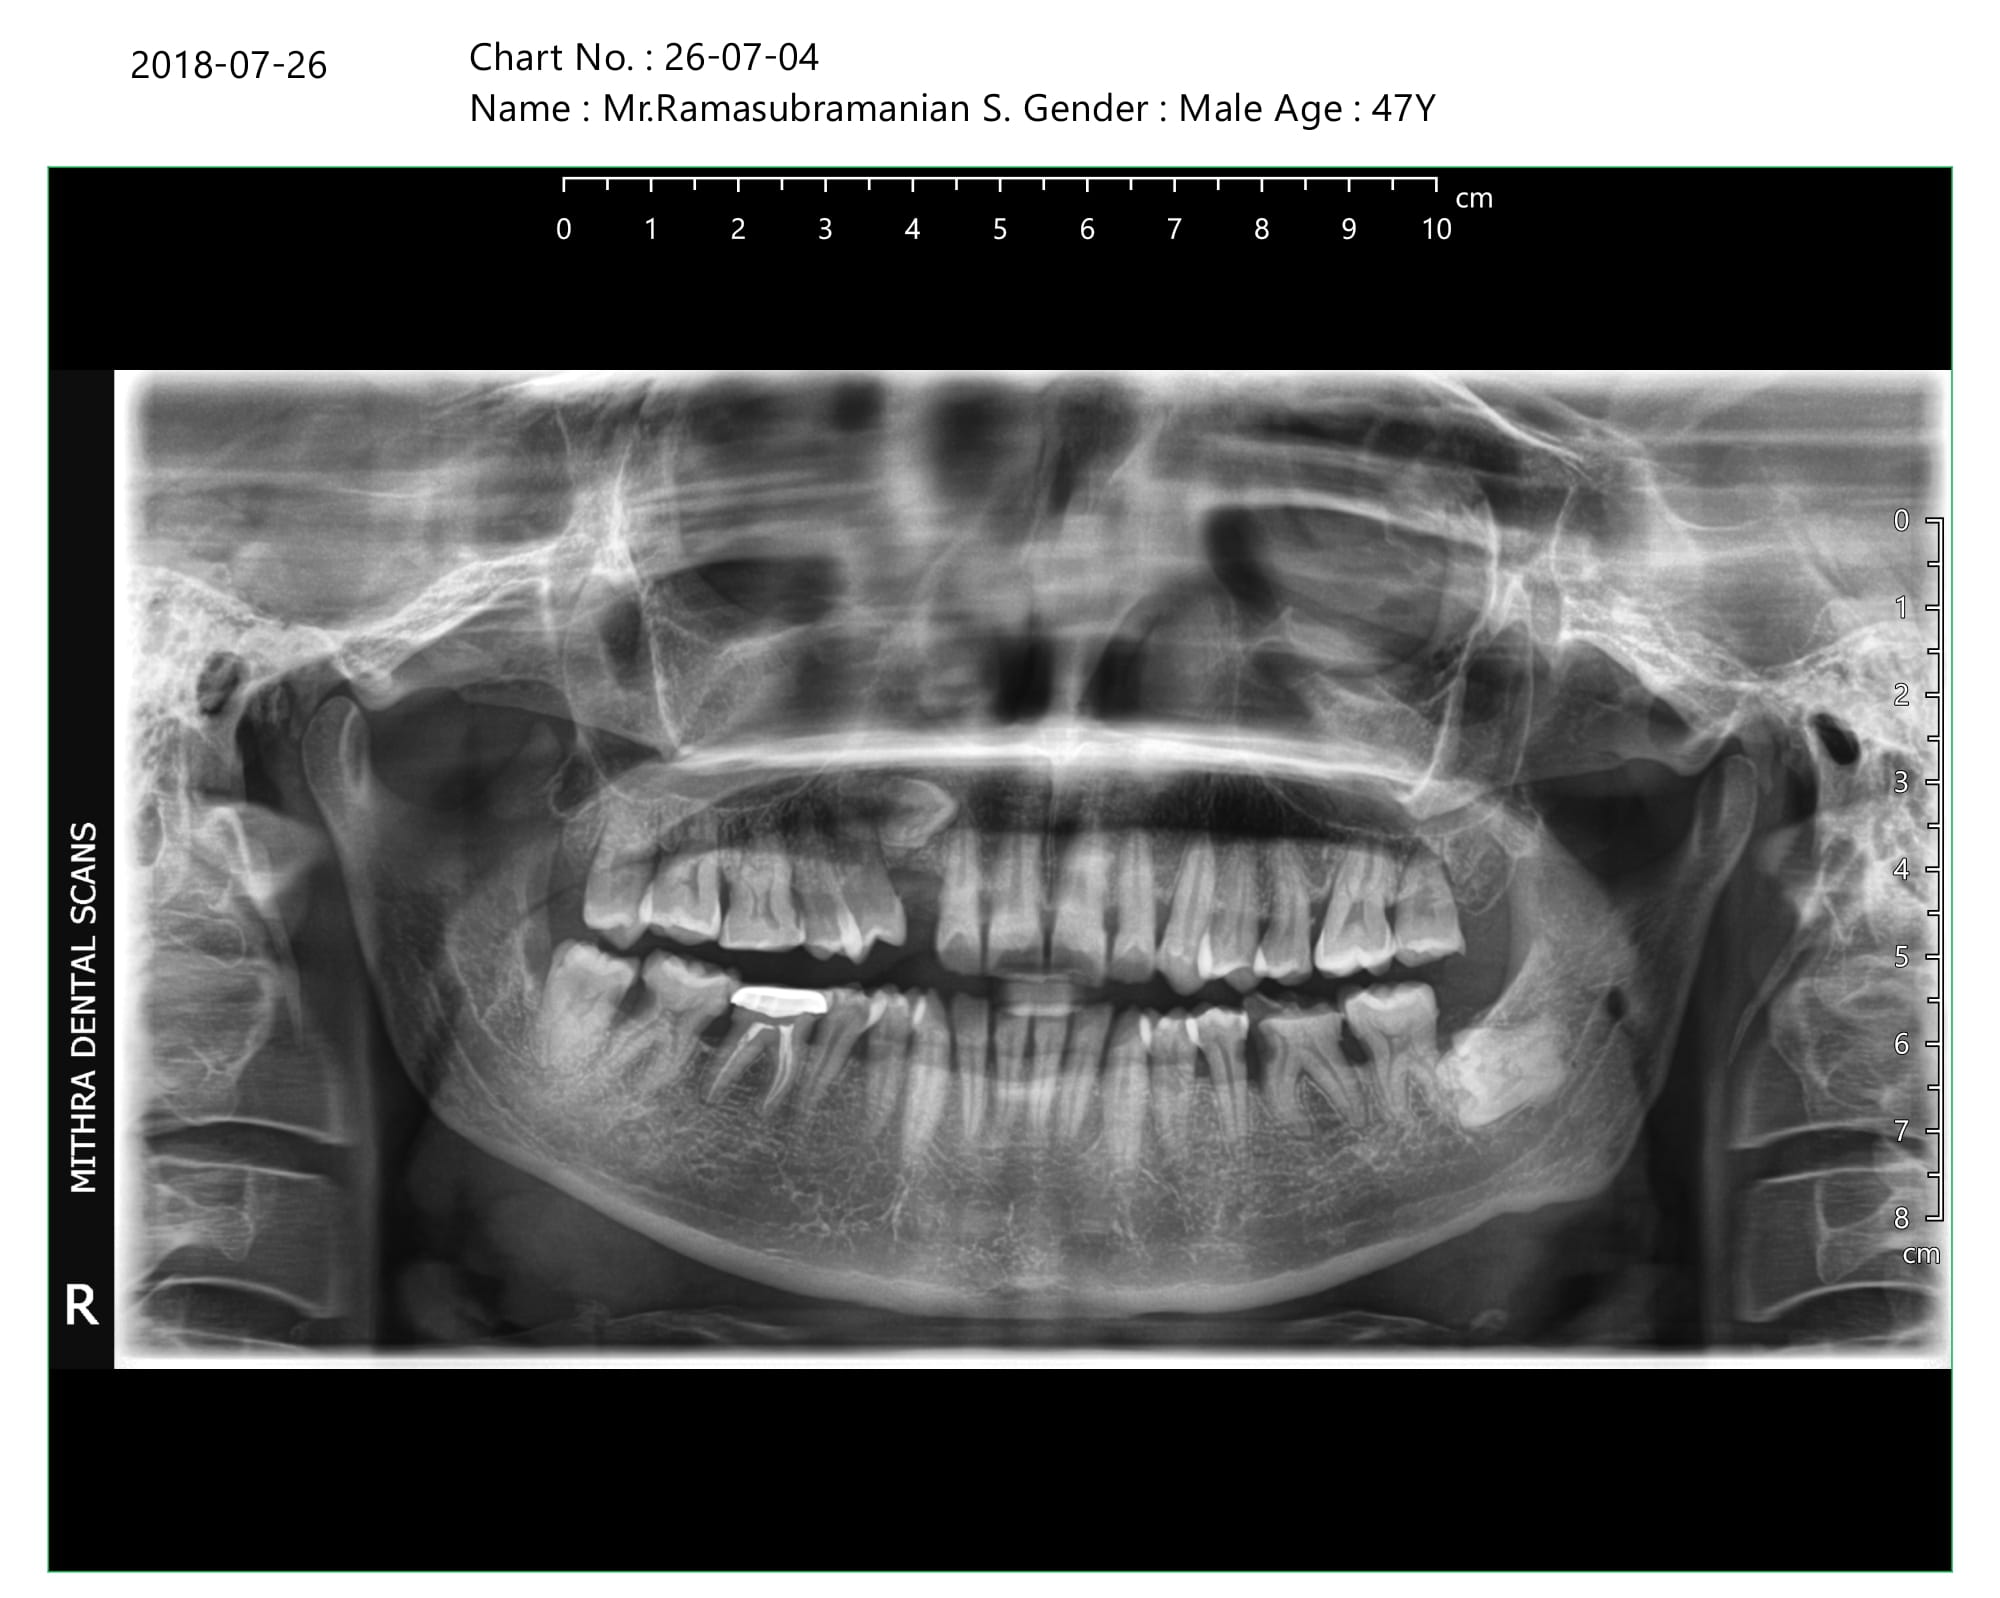 2018-07-26
Chart No. : 26-07-04
Name : Mr.Ramasubramanian S. Gender : Male Age : 47Y
0 1 2 3 4 5 6 7 8 9 10 cm
0
1
2
3
4
5
6
7
8
cm
MITHRA DENTAL SCANS
R